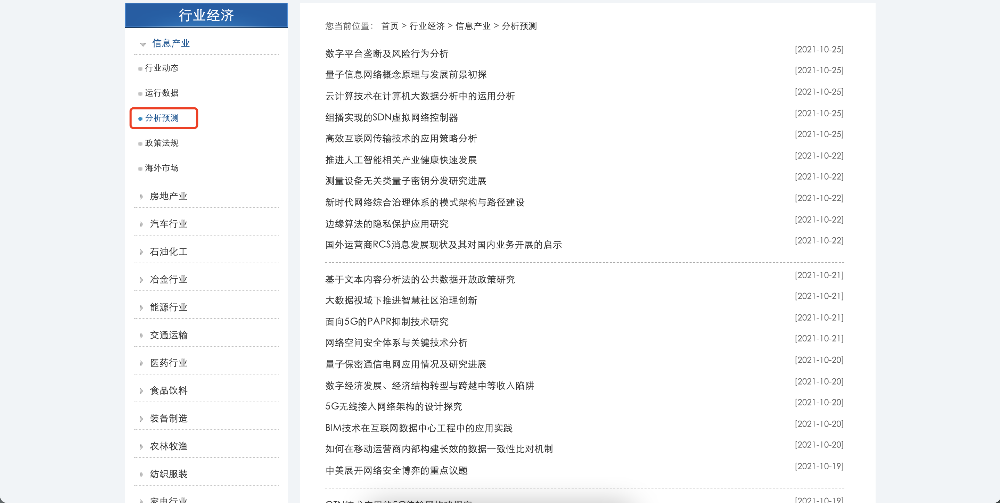 行业经济
信息产业
行业动态
运行数据
分析预测
政策法规
海外市场
房地产业
汽车行业
石油化工
冶金行业
能源行业
交通运输
医药行业
食品饮料
装备制造
农林牧渔
纺织服装
家电行业
您当前位置： 首页 > 行业经济 > 信息产业 > 分析预测
数字平台垄断及风险行为分析 [2021-10-25]
量子信息网络概念原理与发展前景初探 [2021-10-25]
云计算技术在计算机大数据分析中的运用分析 [2021-10-25]
组播实现的SDN虚拟网络控制器 [2021-10-25]
高效互联网传输技术的应用策略分析 [2021-10-25]
推进人工智能相关产业健康快速发展 [2021-10-22]
测量设备无关类量子密钥分发研究进展 [2021-10-22]
新时代网络综合治理体系的模式架构与路径建设 [2021-10-22]
边缘算法的隐私保护应用研究 [2021-10-22]
国外运营商RCS消息发展现状及其对国内业务开展的启示 [2021-10-22]
基于文本内容分析法的公共数据开放政策研究 [2021-10-21]
大数据视域下推进智慧社区治理创新 [2021-10-21]
面向5G的PAPR抑制技术研究 [2021-10-21]
网络空间安全体系与关键技术分析 [2021-10-21]
量子保密通信电网应用情况及研究进展 [2021-10-20]
数字经济发展、经济结构转型与跨越中等收入陷阱 [2021-10-20]
5G无线接入网络架构的设计探究 [2021-10-20]
BIM技术在互联网数据中心工程中的应用实践 [2021-10-20]
如何在移动运营商内部构建长效的数据一致性比对机制 [2021-10-20]
中美展开网络安全博弈的重点议题 [2021-10-19]
OTN技术应用的5G传输网构建探究 [2021-10-19]